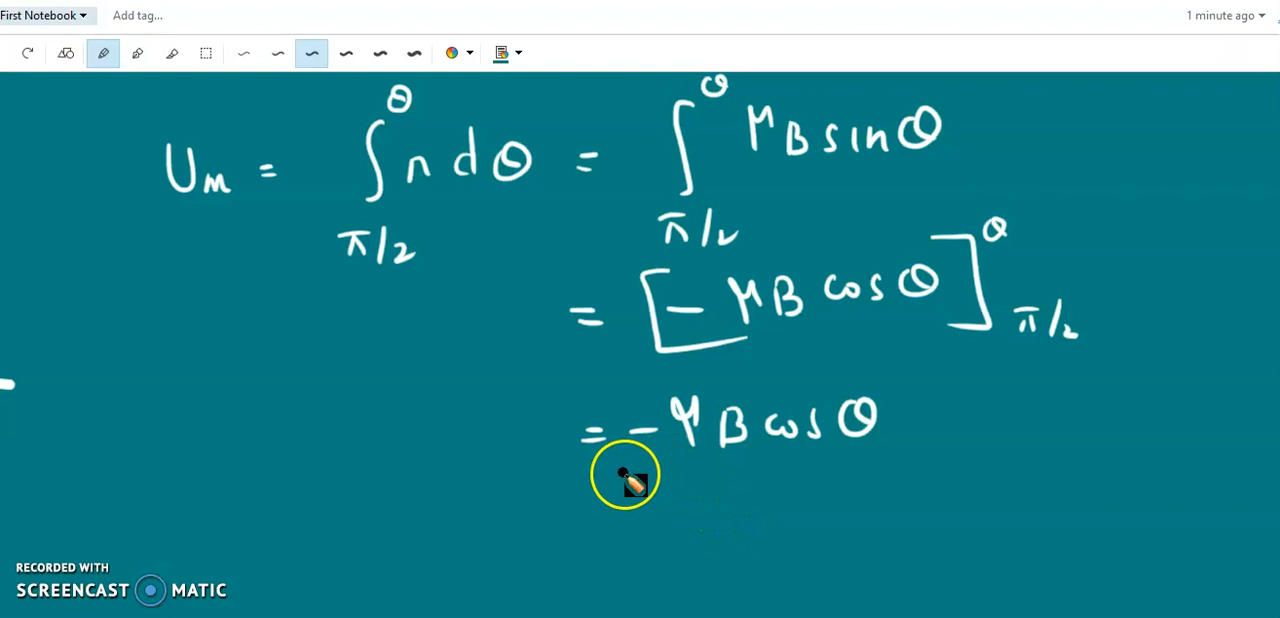 First Notebook Add tag... 1 minute ago
θ θ
Um = ∫ n dθ = ∫ μB sinθ
π/2 π/2
= [- μB cosθ] θ π/2
= - μB cosθ
RECORDED WITH
SCREENCAST MATIC